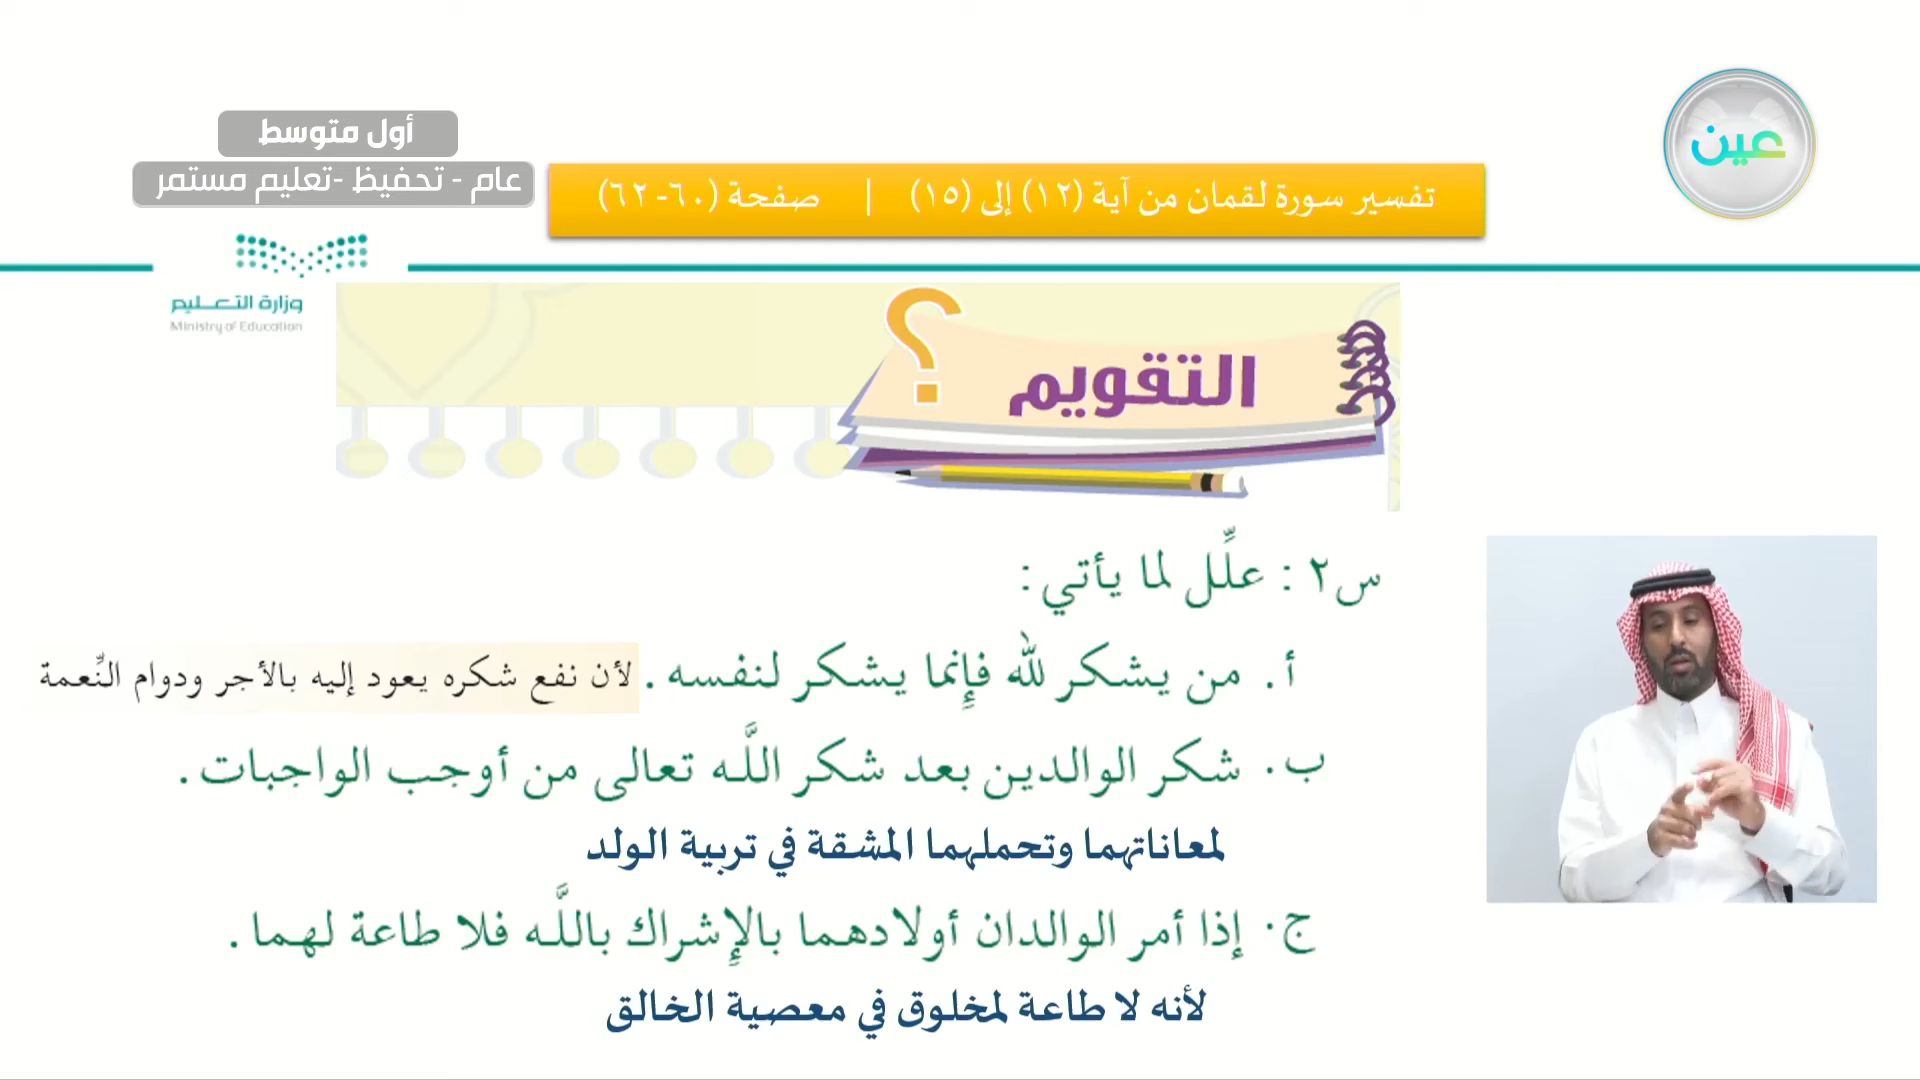 عين
أول متوسط
عام - تحفيظ -تعليم مستمر
تفسير سورة لقمان من آية (١٢) إلى (١٥) | صفحة (٦٠- ٦٢)
وزارة التعـــليم
Ministry of Education
التقويم ؟
س٢ : علِّل لما يأتي :
أ. من يشكر لله فإنما يشكر لنفسه . لأن نفع شكره يعود إليه بالأجر ودوام النِّعمة
ب. شكر الوالدين بعد شكر اللَّه تعالى من أوجب الواجبات .
لمعاناتهما وتحملهما المشقة في تربية الولد
ج. إذا أمر الوالدان أولادهما بالإشراك باللَّه فلا طاعة لهما .
لأنه لا طاعة لمخلوق في معصية الخالق